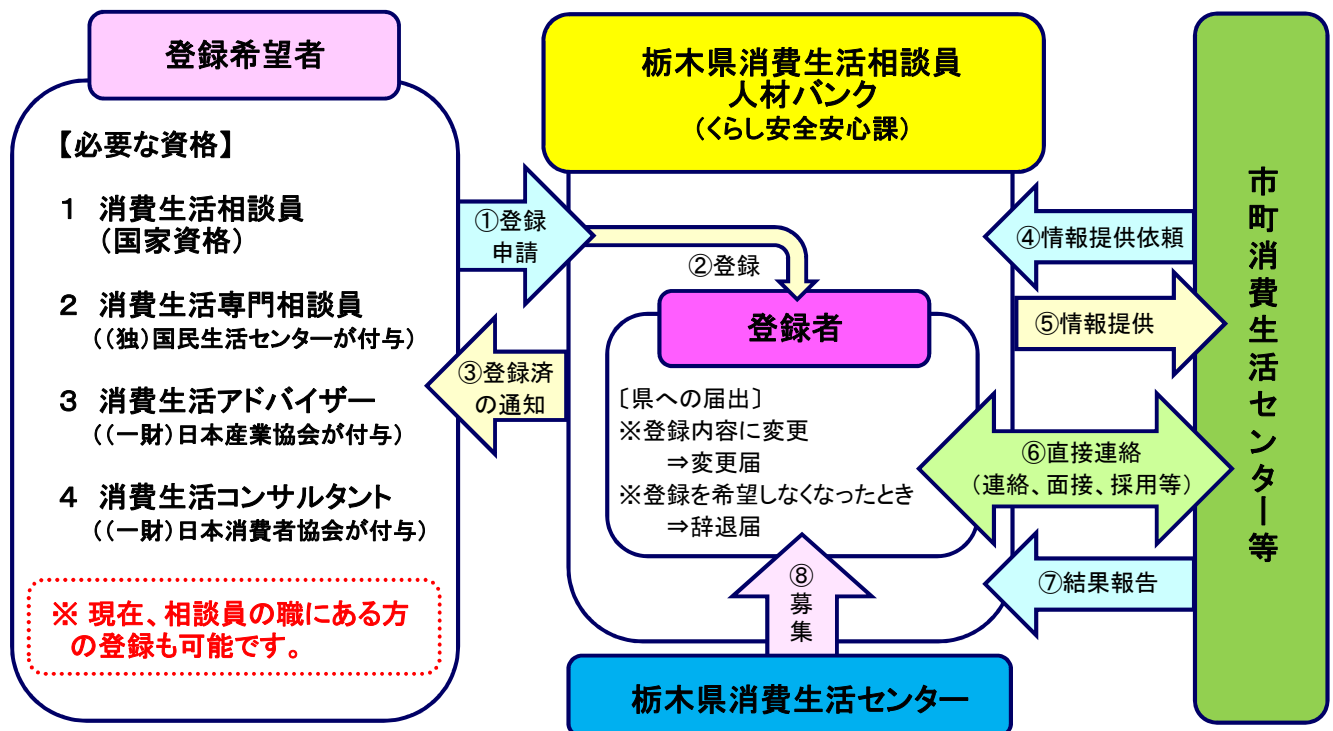 登録希望者
【必要な資格】
１ 消費生活相談員
（国家資格）
２ 消費生活専門相談員
（（独）国民生活センターが付与）
３ 消費生活アドバイザー
（（一財）日本産業協会が付与）
４ 消費生活コンサルタント
（（一財）日本消費者協会が付与）
※ 現在、相談員の職にある方
の登録も可能です。
①登録
申請
③登録済
の通知
栃木県消費生活相談員
人材バンク
（くらし安全安心課）
②登録
登録者
〔県への届出〕
※登録内容に変更
⇒変更届
※登録を希望しなくなったとき
⇒辞退届
⑧
募
集
栃木県消費生活センター
④情報提供依頼
⑤情報提供
⑥直接連絡
（連絡、面接、採用等）
⑦結果報告
市町消費生活センター等